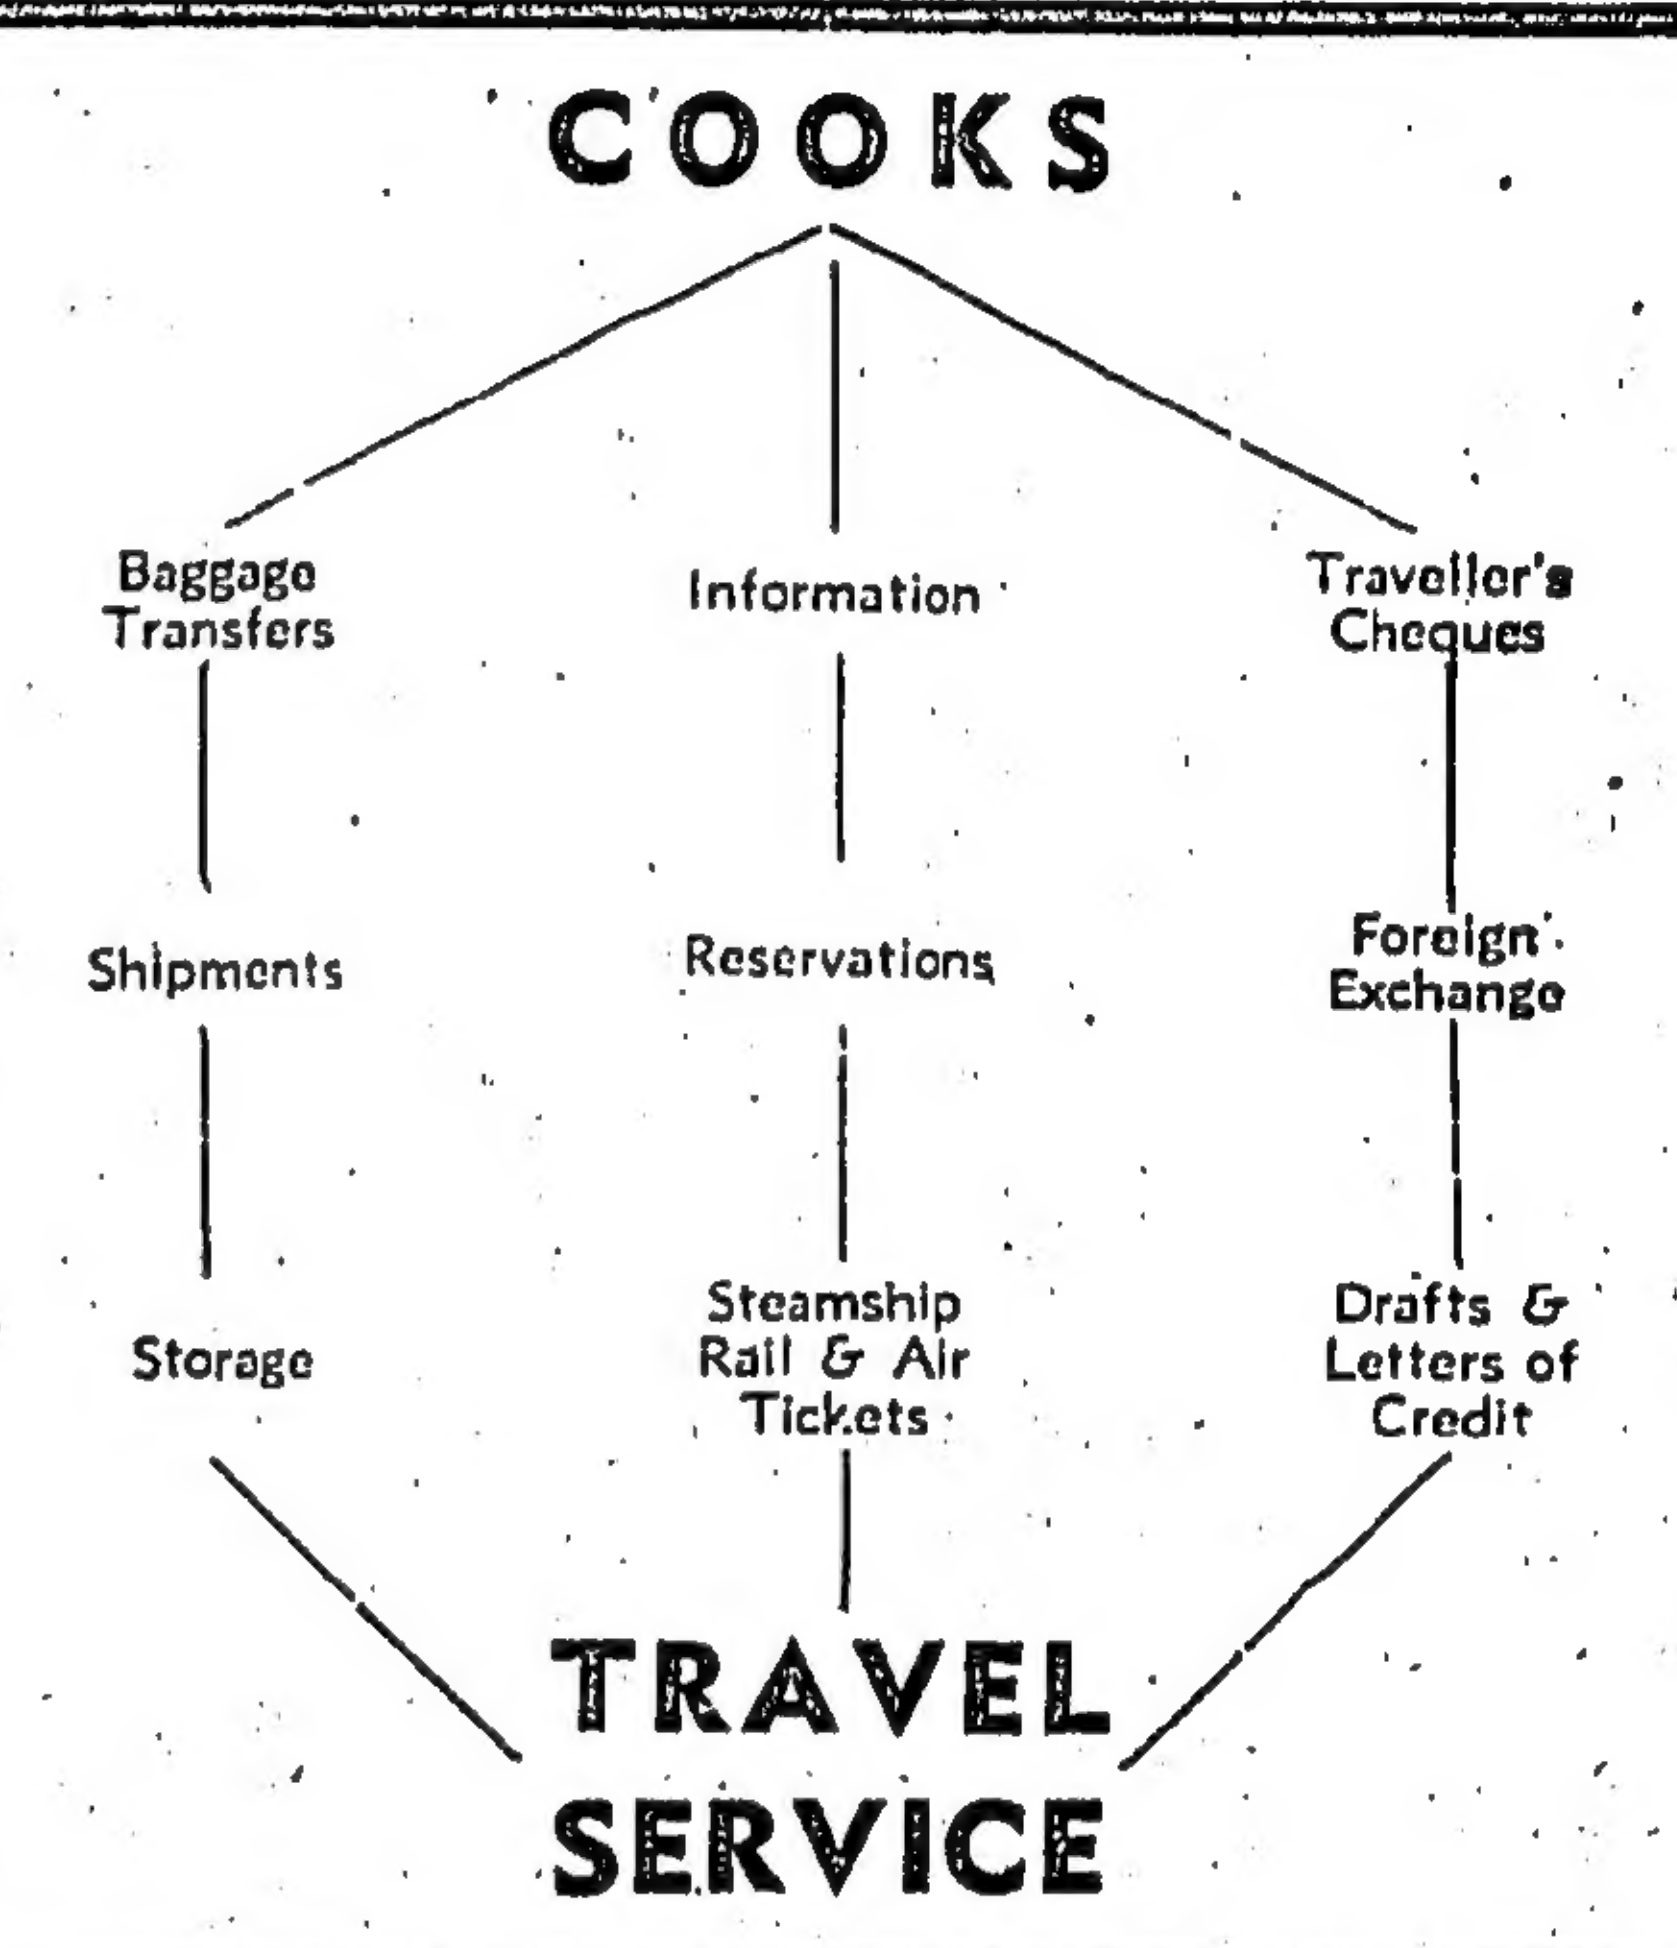 COOKS
Baggage
Transfers
Information
Traveller's
Cheques
Shipments
Reservations
Foreign
Exchange
Storage
Steamship
Rail & Air
Tickets
Drafts &
Letters of
Credit
TRAVEL
SERVICE